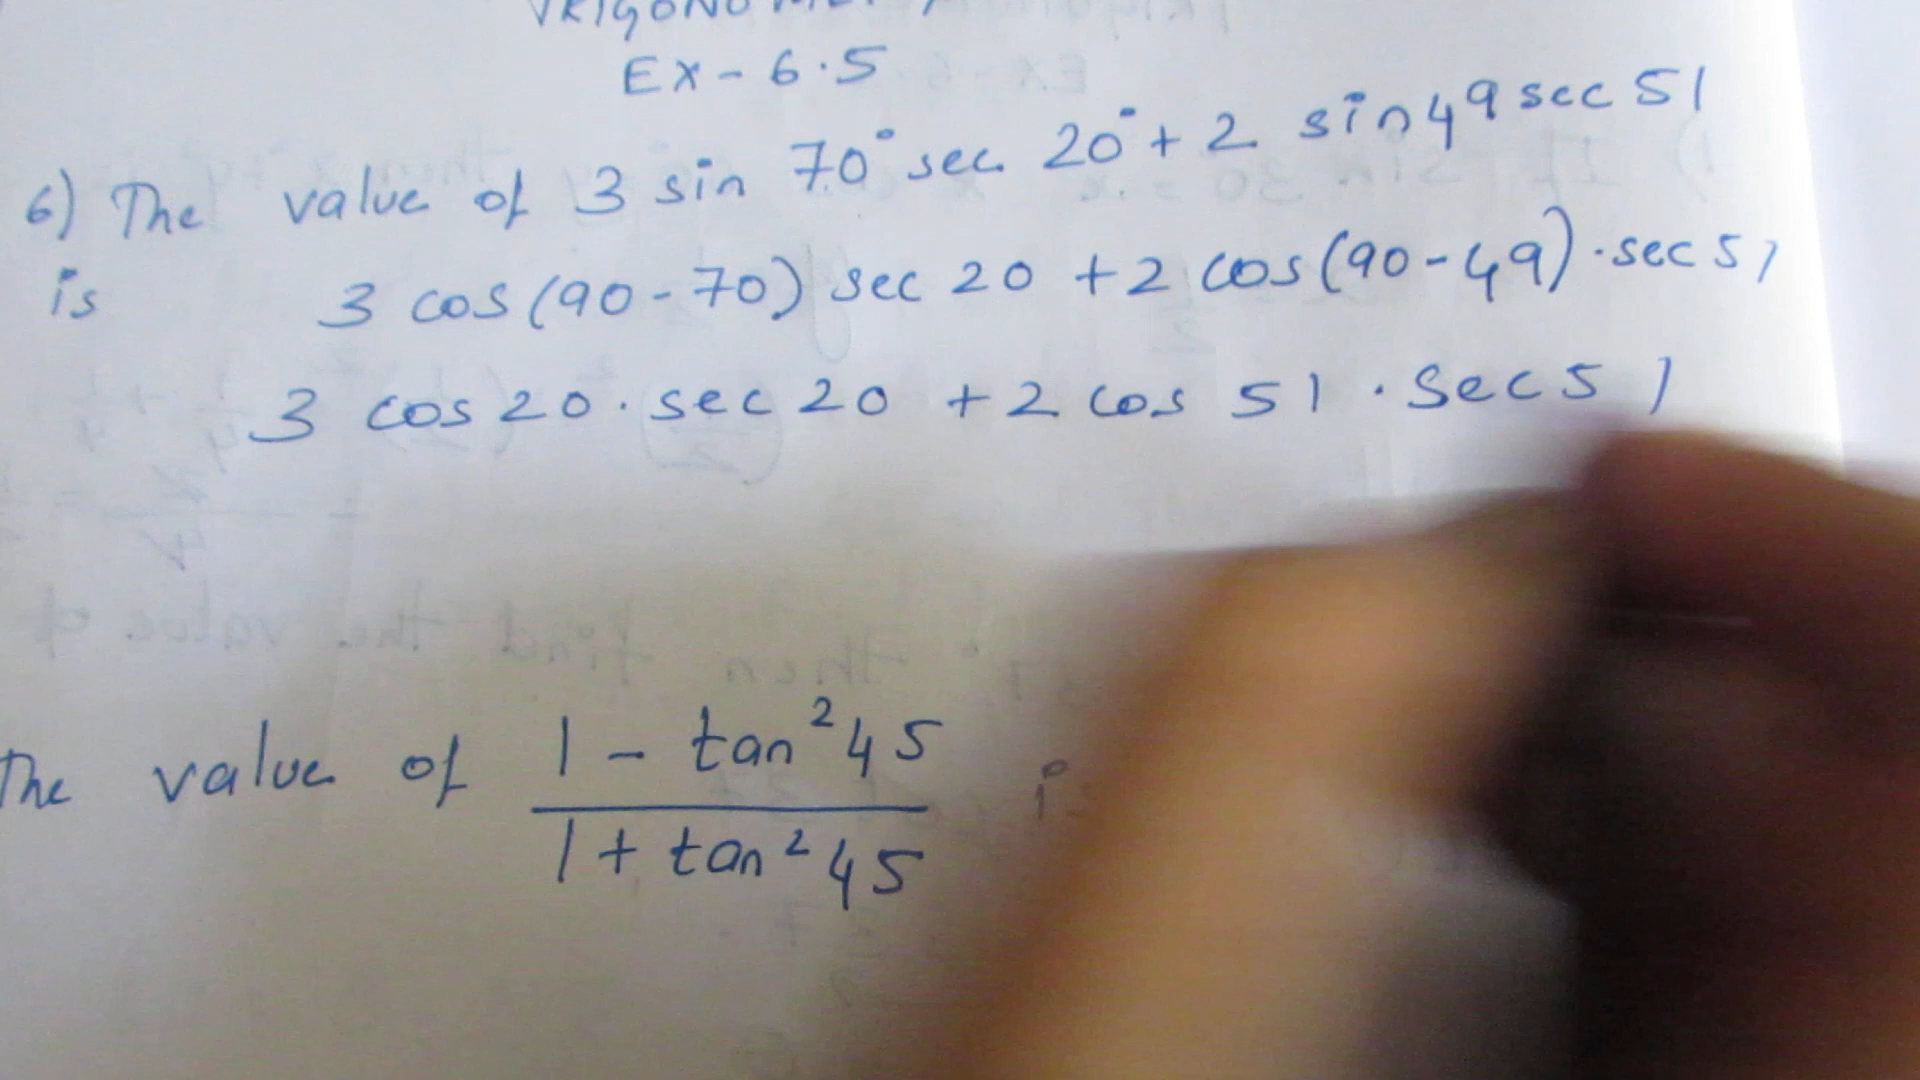 EX - 6.5
6) The value of 3 sin 70° sec 20° + 2 sin 49 sec 51
is 3 cos (90 - 70) sec 20 + 2 cos (90 - 49) . sec 51
3 cos 20 . sec 20 + 2 cos 51 . Sec 51
The value of 1 - tan² 45
1 + tan² 45